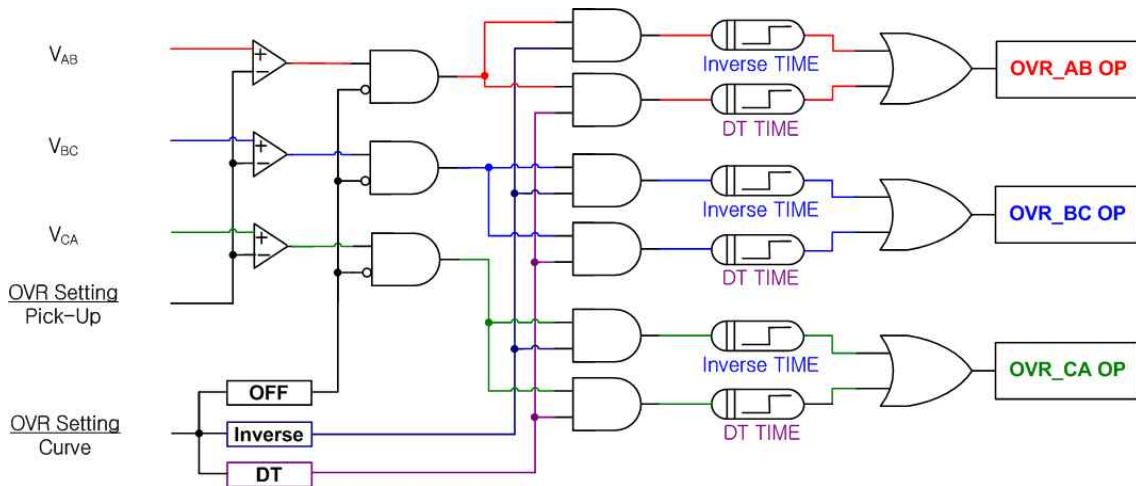 V_AB
+
−
Inverse TIME
OVR_AB OP
DT TIME
V_BC
+
−
Inverse TIME
OVR_BC OP
DT TIME
V_CA
+
−
OVR Setting
Pick-Up
Inverse TIME
OVR_CA OP
DT TIME
OFF
OVR Setting
Curve
Inverse
DT